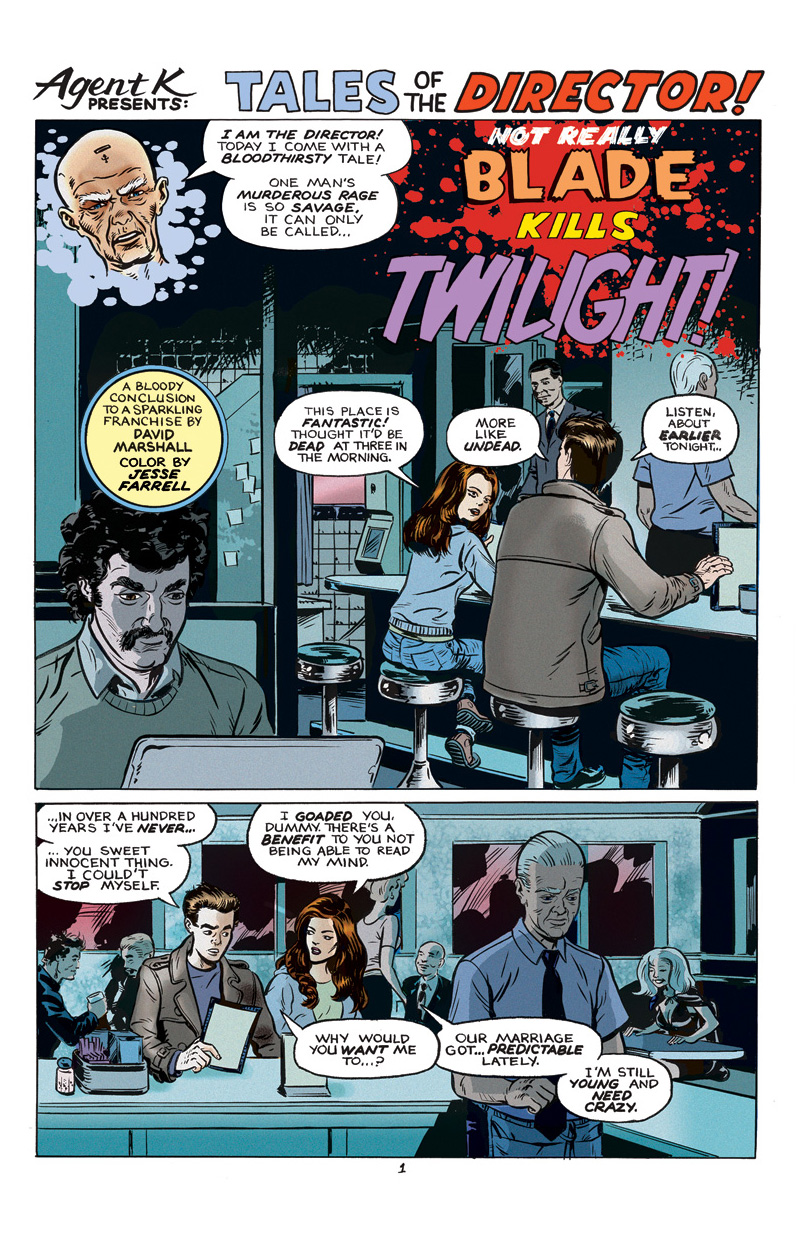 Agent K
PRESENTS:
TALES OF THE DIRECTOR!
I AM THE DIRECTOR!
TODAY I COME WITH A
BLOODTHIRSTY TALE!
ONE MAN'S
MURDEROUS RAGE
IS SO SAVAGE,
IT CAN ONLY
BE CALLED...
NOT REALLY
BLADE
KILLS
TWILIGHT!
A BLOODY
CONCLUSION
TO A SPARKLING
FRANCHISE BY
DAVID
MARSHALL
COLOR BY
JESSE
FARRELL
THIS PLACE IS
FANTASTIC!
THOUGHT IT'D BE
DEAD AT THREE IN
THE MORNING.
MORE
LIKE
UNDEAD.
LISTEN,
ABOUT
EARLIER
TONIGHT...
...IN OVER A HUNDRED
YEARS I'VE NEVER...
... YOU SWEET
INNOCENT THING.
I COULD'T
STOP MYSELF.
I GOADED YOU,
DUMMY. THERE'S A
BENEFIT TO YOU NOT
BEING ABLE TO READ
MY MIND.
WHY WOULD
YOU WANT ME
TO...?
OUR MARRIAGE
GOT...PREDICTABLE
LATELY.
I'M STILL
YOUNG AND
NEED
CRAZY.
1